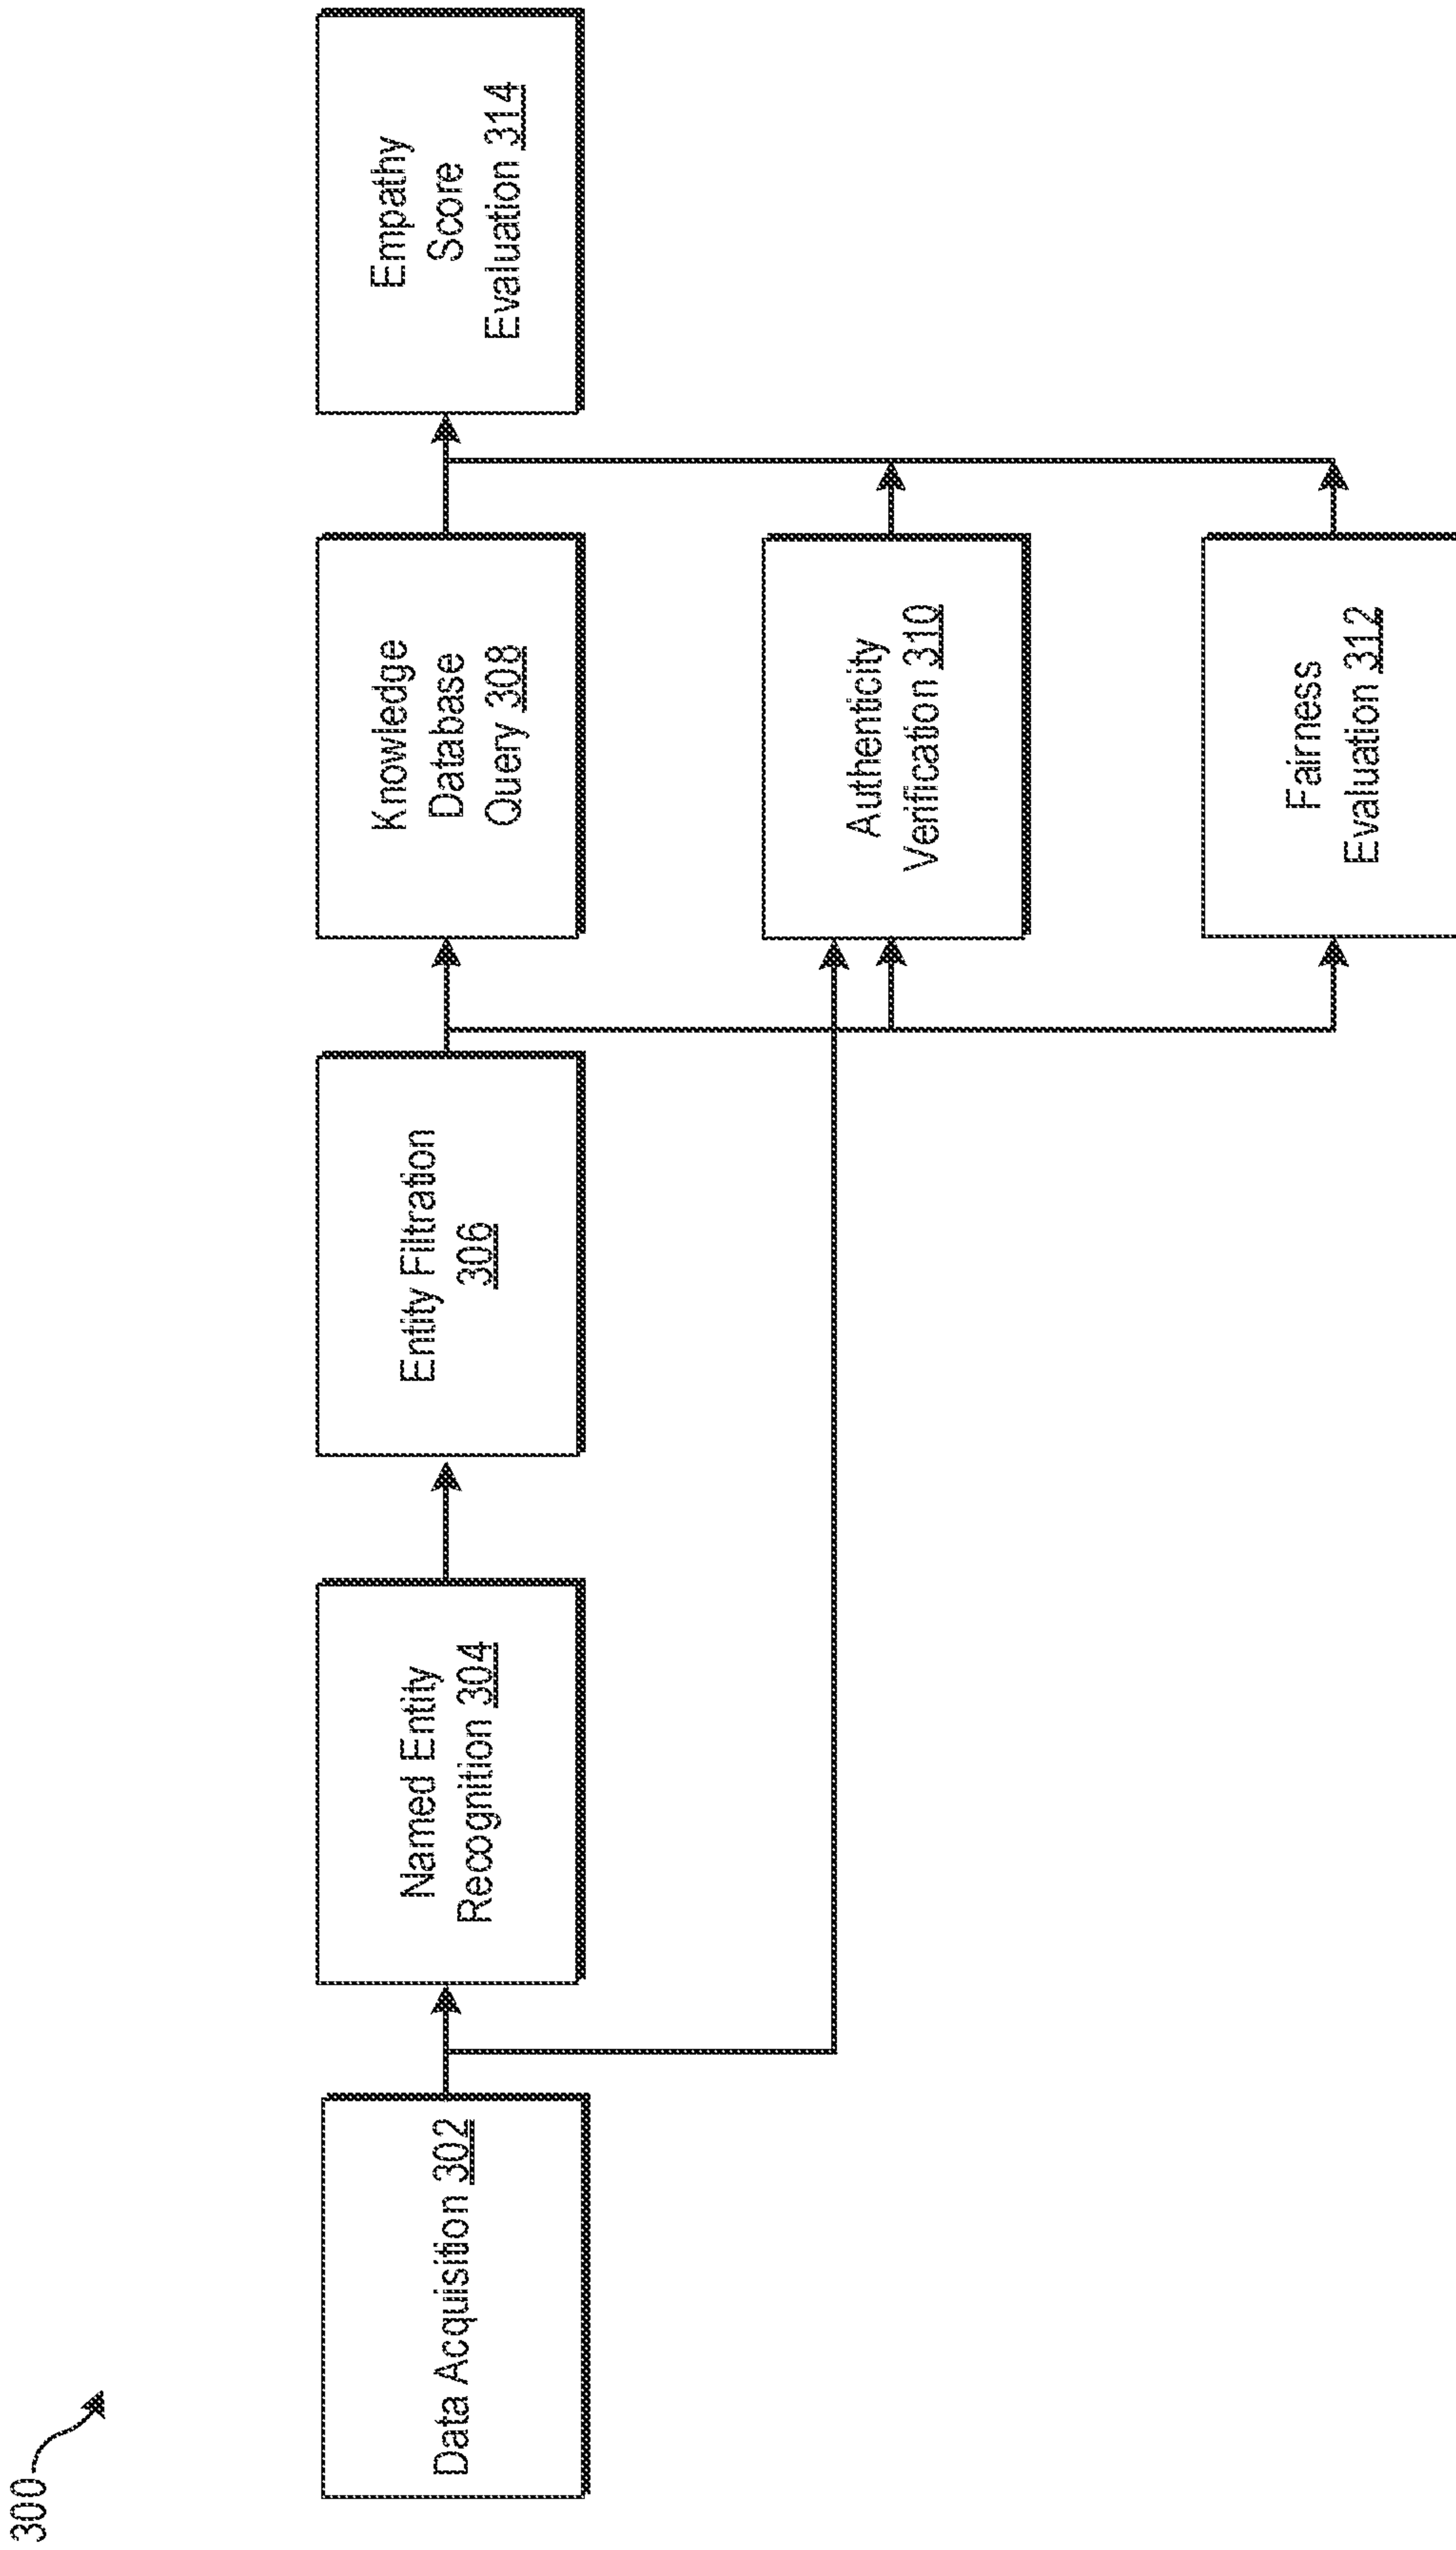 300
Data Acquisition 302
Named Entity
Recognition 304
Entity Filtration
306
Knowledge
Database
Query 308
Authenticity
Verification 310
Fairness
Evaluation 312
Empathy
Score
Evaluation 314